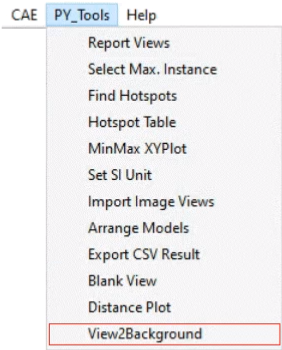 CAE PY_Tools Help
Report Views
Select Max. Instance
Find Hotspots
Hotspot Table
MinMax XYPlot
Set SI Unit
Import Image Views
Arrange Models
Export CSV Result
Blank View
Distance Plot
View2Background